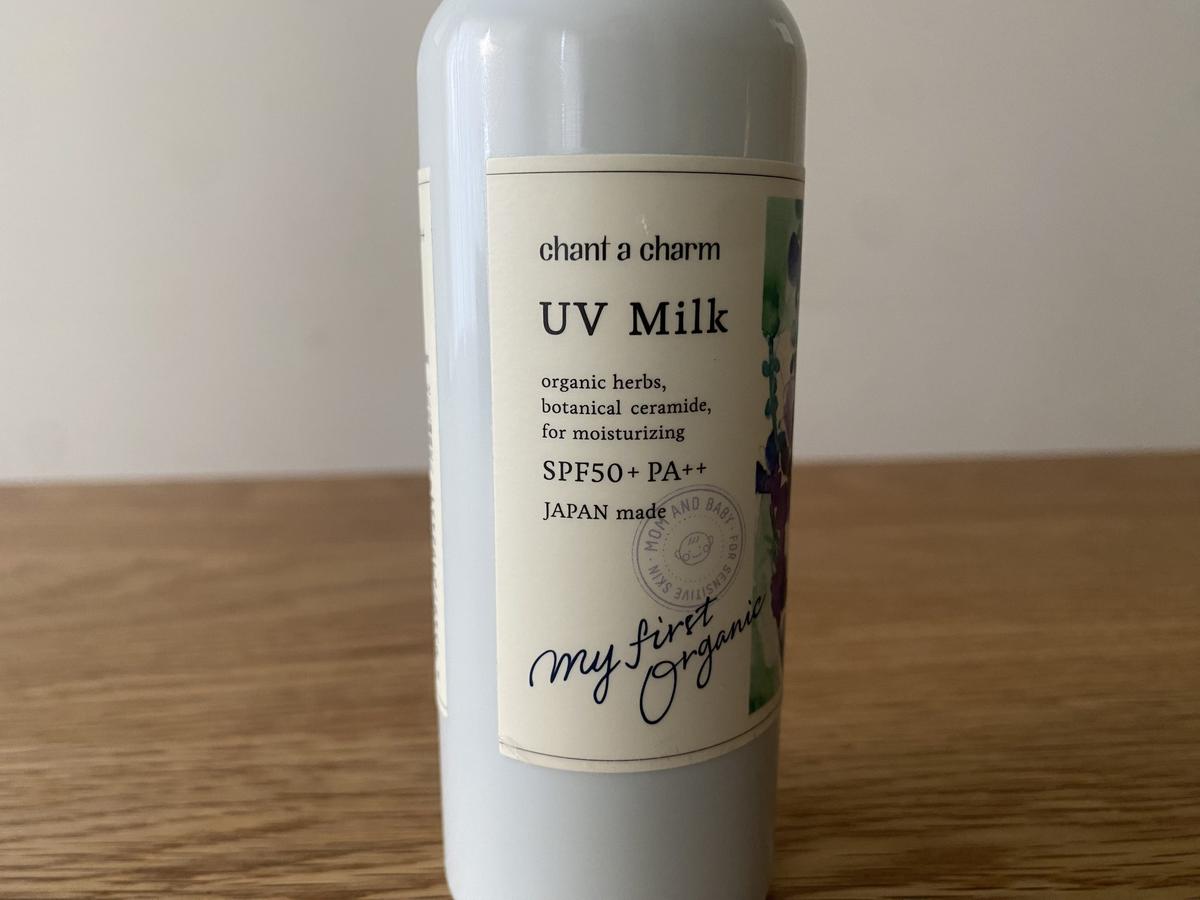 chant a charm
UV Milk
organic herbs,
botanical ceramide,
for moisturizing
SPF50+ PA++
JAPAN made
MOM AND BABY · FOR SENSITIVE SKIN ·
my first
Organic